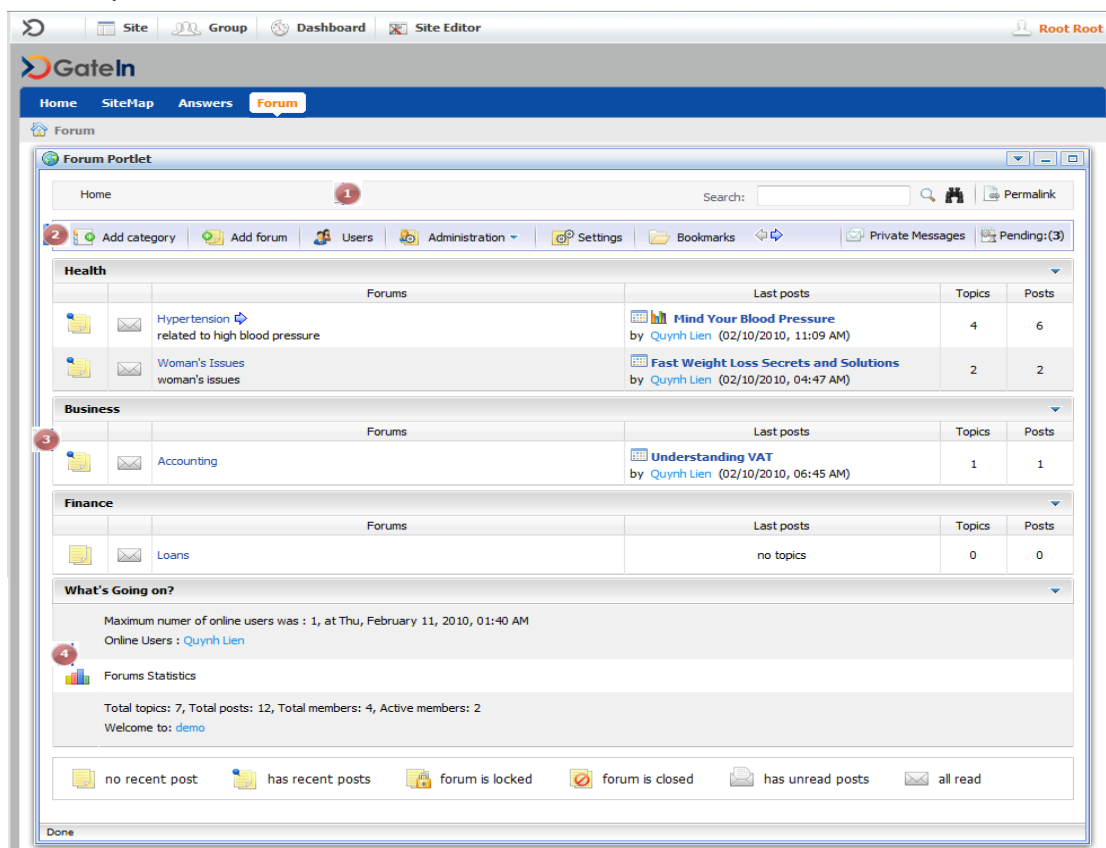 Site Group Dashboard Site Editor Root Root
GateIn
Home SiteMap Answers Forum
Forum
Forum Portlet
Home 1 Search: Permalink
2 Add category Add forum Users Administration Settings Bookmarks Private Messages Pending:(3)
Health
Forums Last posts Topics Posts
Hypertension Mind Your Blood Pressure 4 6
related to high blood pressure by Quynh Lien (02/10/2010, 11:09 AM)
Woman's Issues Fast Weight Loss Secrets and Solutions 2 2
woman's issues by Quynh Lien (02/10/2010, 04:47 AM)
Business
3 Forums Last posts Topics Posts
Accounting Understanding VAT 1 1
by Quynh Lien (02/10/2010, 06:45 AM)
Finance
Forums Last posts Topics Posts
Loans no topics 0 0
What's Going on?
Maximum numer of online users was : 1, at Thu, February 11, 2010, 01:40 AM
Online Users : Quynh Lien
4
Forums Statistics
Total topics: 7, Total posts: 12, Total members: 4, Active members: 2
Welcome to: demo
no recent post has recent posts forum is locked forum is closed has unread posts all read
Done